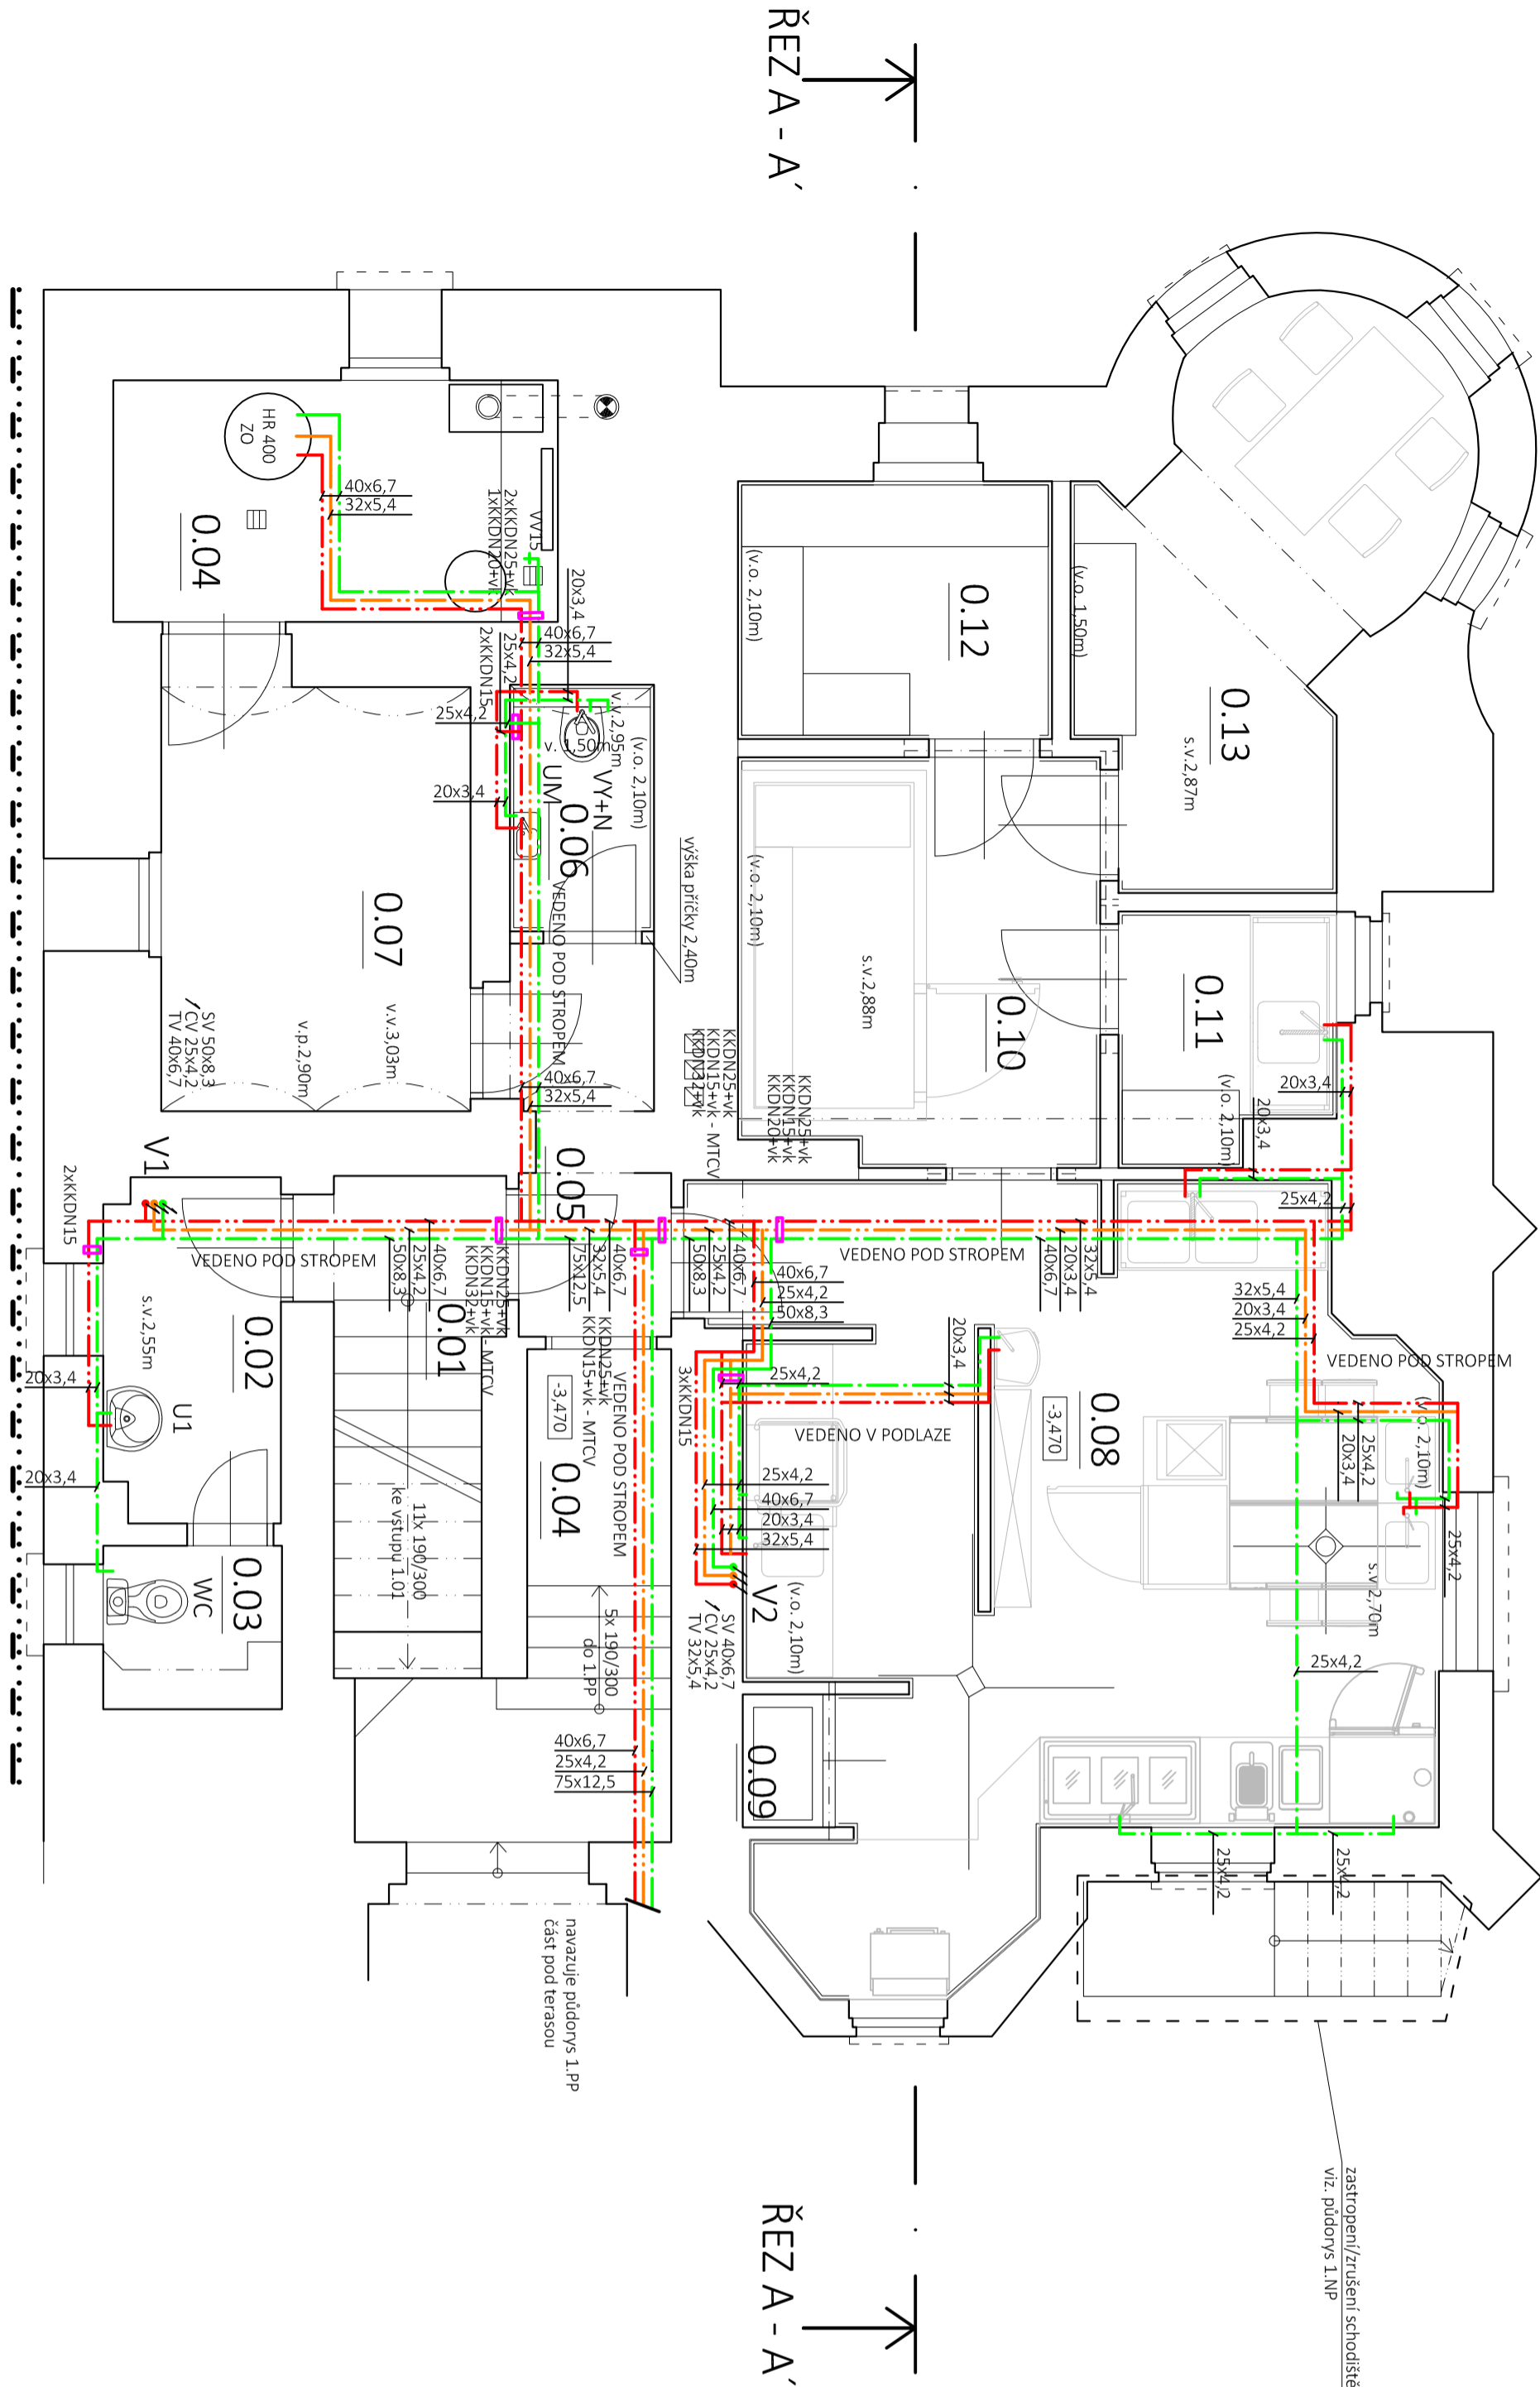 ŘEZ A - A´
HR 400
ZO
40x6,7
32x5,4
0.04
2xKKDN25+vk
1xKKDN20+vk
VV15
20x3,4
40x6,7
32x5,4
25x4,2
2xKKDN15
25x4,2
20x3,4
v.v.2,95m
v. 1,50m
(v.o. 2,10m)
UM
VY+N
0.06
VEDENO POD STROPEM
výška příčky 2,40m
0.07
v.v.3,03m
v.p.2,90m
SV 50x8,3
CV 25x4,2
TV 40x6,7
40x6,7
32x5,4
(v.o. 2,10m)
0.12
(v.o. 1,50m)
0.13
s.v.2,87m
(v.o. 2,10m)
s.v.2,88m
0.10
0.11
(v.o. 2,10m)
20x3,4
20x3,4
25x4,2
KKDN25+vk
KKDN15+vk - MTCV
KKDN32+vk
KKDN25+vk
KKDN15+vk
KKDN20+vk
V1
2xKKDN15
VEDENO POD STROPEM
s.v.2,55m
0.02
50x8,3
25x4,2
40x6,7
KKDN25+vk
KKDN15+vk - MTCV
KKDN32+vk
0.05
0.01
75x12,5
32x5,4
40x6,7
KKDN25+vk
KKDN15+vk - MTCV
VEDENO POD STROPEM
50x8,3
25x4,2
40x6,7
40x6,7
25x4,2
50x8,3
VEDENO POD STROPEM
40x6,7
20x3,4
32x5,4
32x5,4
20x3,4
25x4,2
VEDENO POD STROPEM
20x3,4
U1
20x3,4
0.03
WC
11x 190/300
ke vstupu 1.01
-3,470
0.04
5x 190/300
do 1.PP
3xKKDN15
25x4,2
VEDENO V PODLAZE
20x3,4
25x4,2
40x6,7
20x3,4
32x5,4
V2
(v.o. 2,10m)
SV 40x6,7
CV 25x4,2
TV 32x5,4
-3,470
0.08
20x3,4
25x4,2
(v.o. 2,10m)
25x4,2
s.v.2,70m
25x4,2
40x6,7
25x4,2
75x12,5
0.09
25x4,2
25x4,2
navazuje půdorys 1.PP
část pod terasou
zastropení/zrušení schodiště
viz. půdorys 1.NP
ŘEZ A - A´